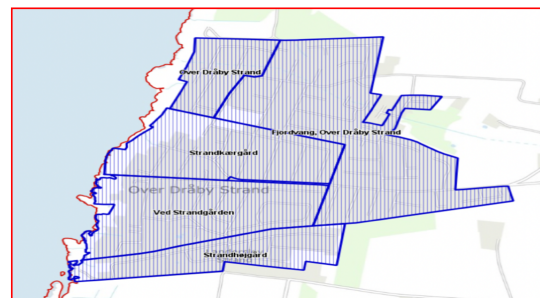 Over Dråby Strand
Fjordvang, Over Dråby Strand
Strandkærgård
Over Dråby Strand
Ved Strandgården
Strandhøjgård